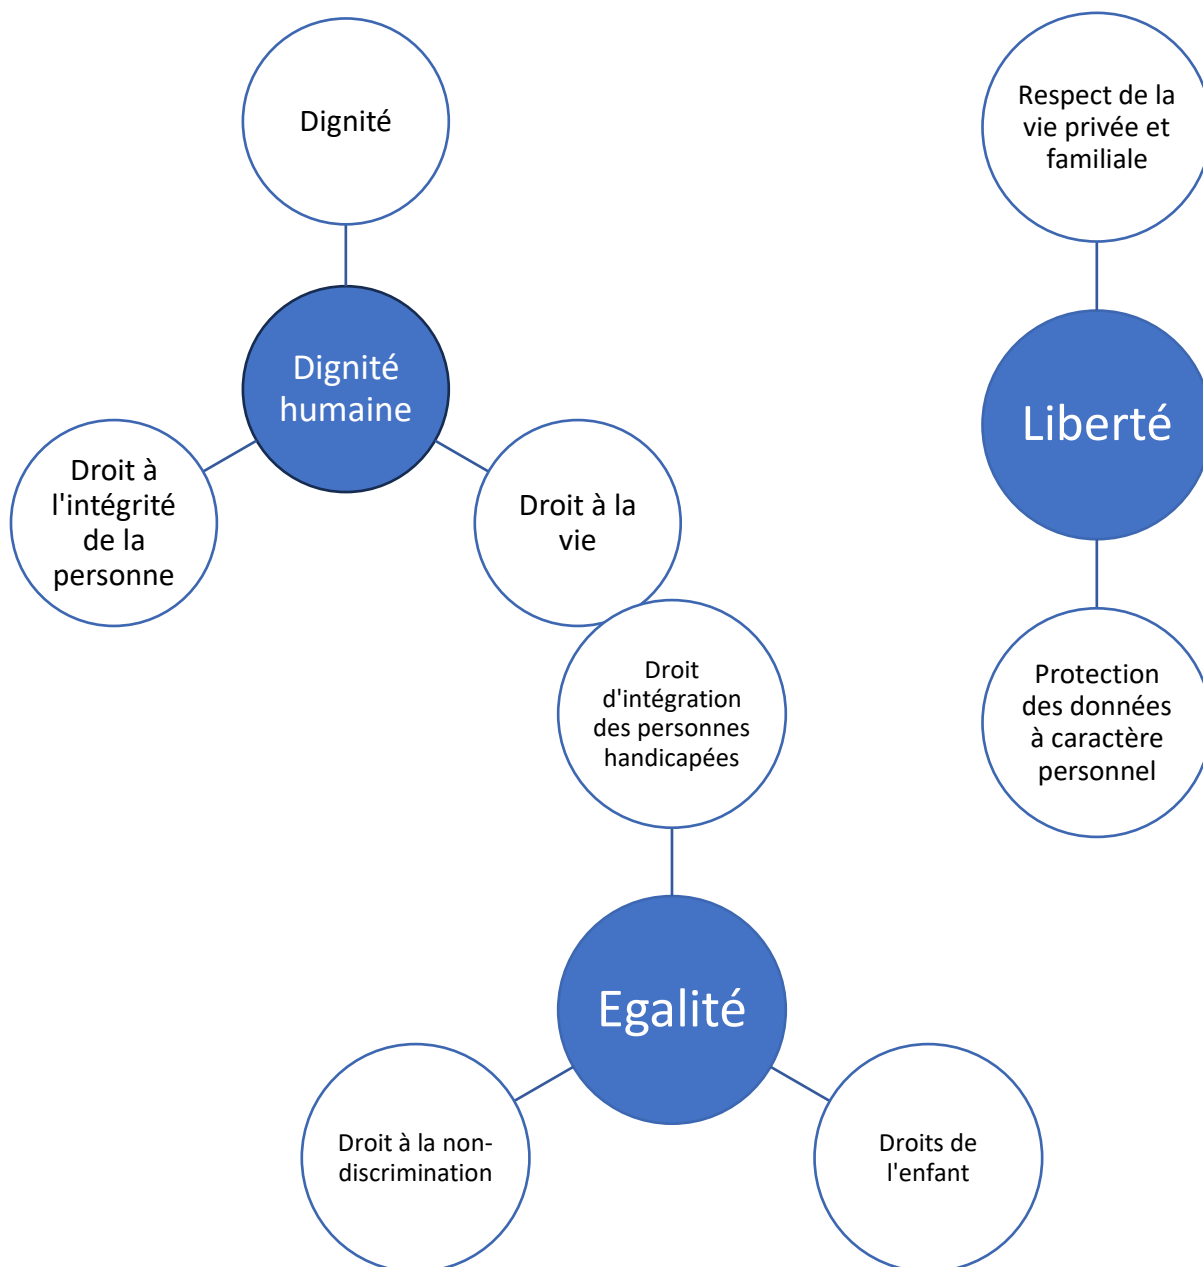 Dignité
Dignité
humaine
Droit à
l'intégrité
de la
personne
Droit à la
vie
Respect de la
vie privée et
familiale
Liberté
Protection
des données
à caractère
personnel
Droit
d'intégration
des personnes
handicapées
Egalité
Droit à la non-
discrimination
Droits de
l'enfant